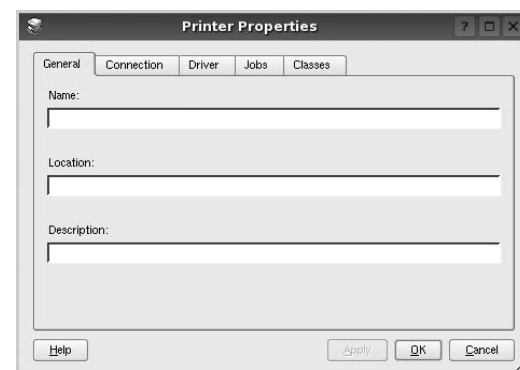 Printer Properties
General Connection Driver Jobs Classes
Name:
Location:
Description:
Help Apply OK Cancel